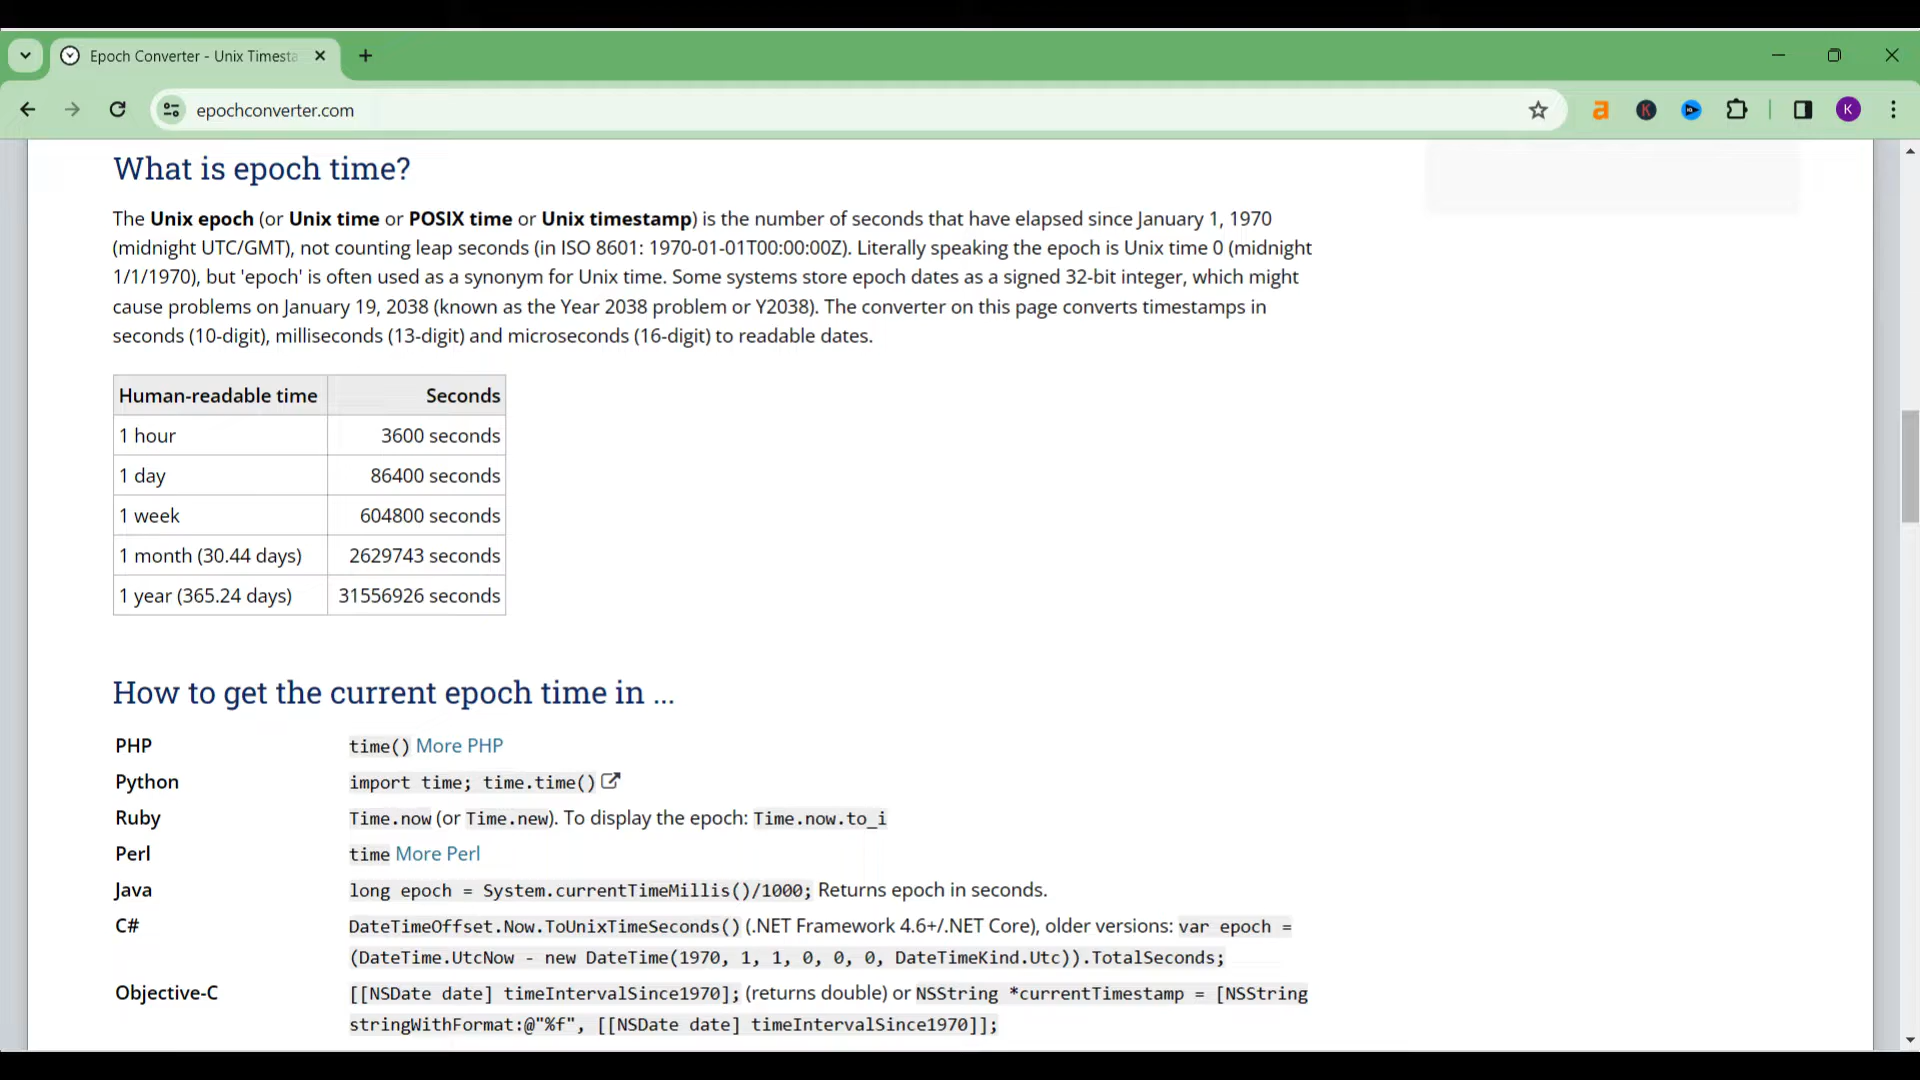 Epoch Converter - Unix Timesta
epochconverter.com
K
K
What is epoch time?
The Unix epoch (or Unix time or POSIX time or Unix timestamp) is the number of seconds that have elapsed since January 1, 1970
(midnight UTC/GMT), not counting leap seconds (in ISO 8601: 1970-01-01T00:00:00Z). Literally speaking the epoch is Unix time 0 (midnight
1/1/1970), but 'epoch' is often used as a synonym for Unix time. Some systems store epoch dates as a signed 32-bit integer, which might
cause problems on January 19, 2038 (known as the Year 2038 problem or Y2038). The converter on this page converts timestamps in
seconds (10-digit), milliseconds (13-digit) and microseconds (16-digit) to readable dates.
Human-readable time Seconds
1 hour 3600 seconds
1 day 86400 seconds
1 week 604800 seconds
1 month (30.44 days) 2629743 seconds
1 year (365.24 days) 31556926 seconds
How to get the current epoch time in ...
PHP time() More PHP
Python import time; time.time()
Ruby Time.now (or Time.new). To display the epoch: Time.now.to_i
Perl time More Perl
Java long epoch = System.currentTimeMillis()/1000; Returns epoch in seconds.
C# DateTimeOffset.Now.ToUnixTimeSeconds() (.NET Framework 4.6+/.NET Core), older versions: var epoch =
(DateTime.UtcNow - new DateTime(1970, 1, 1, 0, 0, 0, DateTimeKind.Utc)).TotalSeconds;
Objective-C [[NSDate date] timeIntervalSince1970]; (returns double) or NSString *currentTimestamp = [NSString
stringWithFormat:@"%f", [[NSDate date] timeIntervalSince1970]];